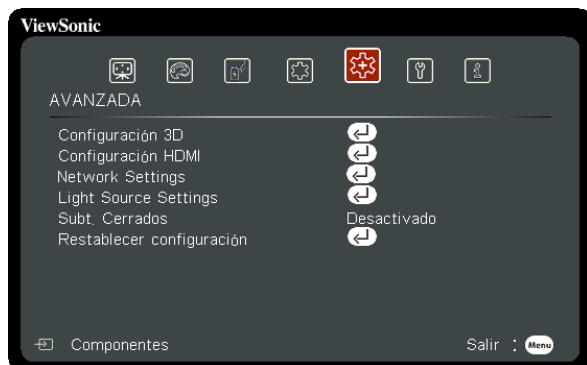 ViewSonic
AVANZADA
Configuración 3D
Configuración HDMI
Network Settings
Light Source Settings
Subt. Cerrados Desactivado
Restablecer configuración
Componentes Salir : Menu